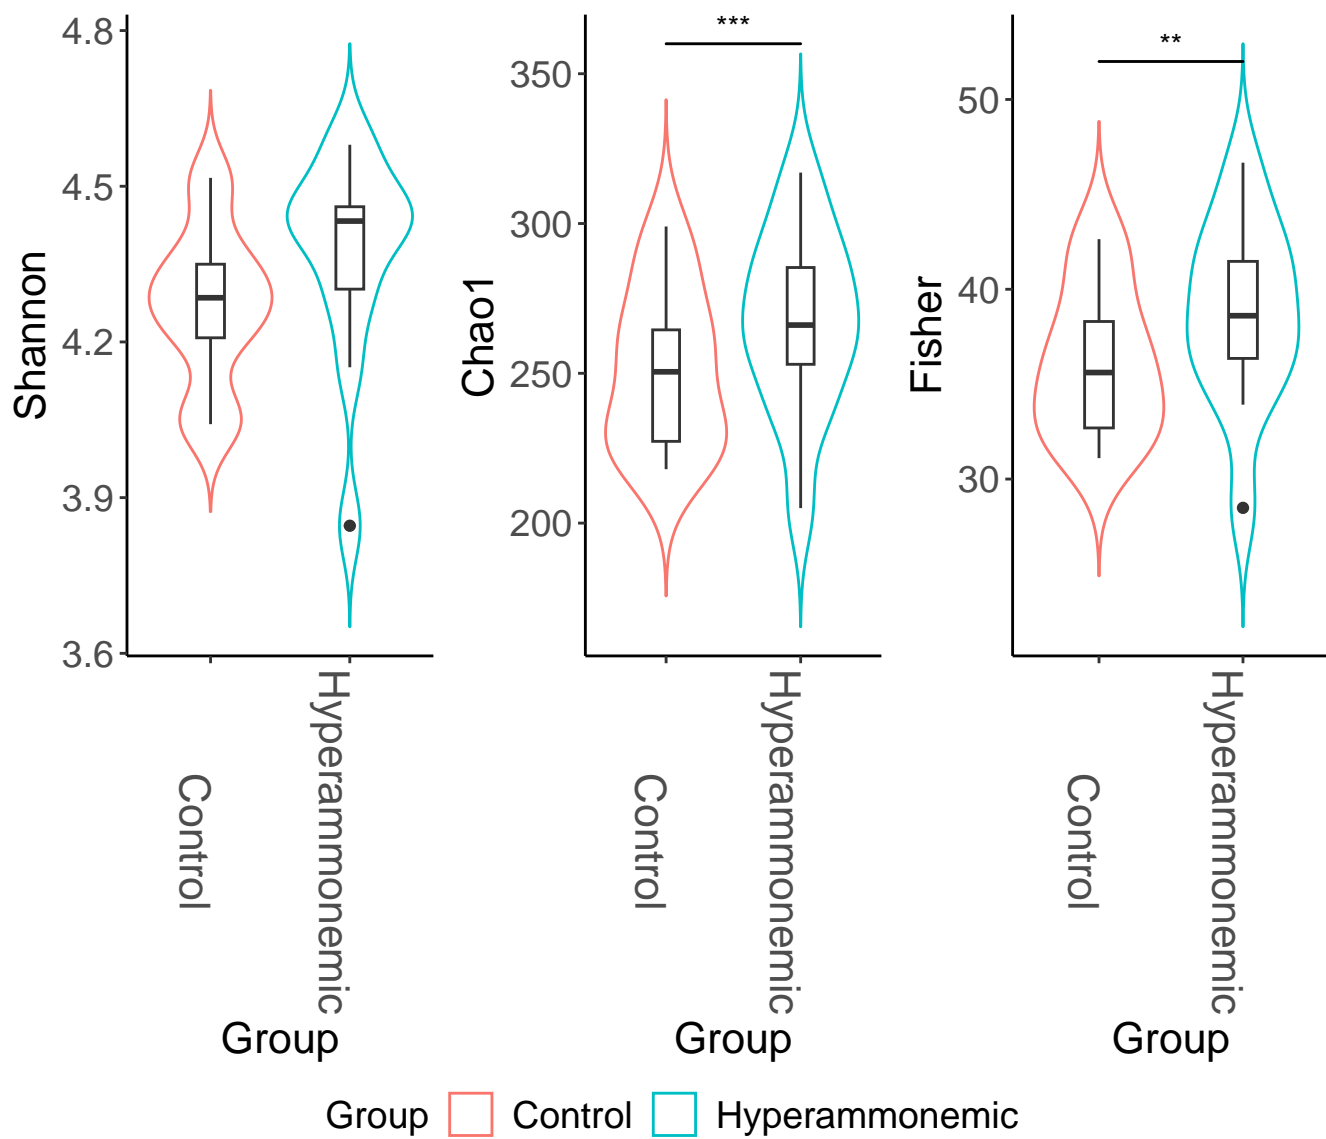 Shannon
4.8
4.5
4.2
3.9
3.6
Control
Hyperammonemic
Group
Chao1
350
300
250
200
***
Control
Hyperammonemic
Group
Fisher
50
40
30
**
Control
Hyperammonemic
Group
Group Control Hyperammonemic